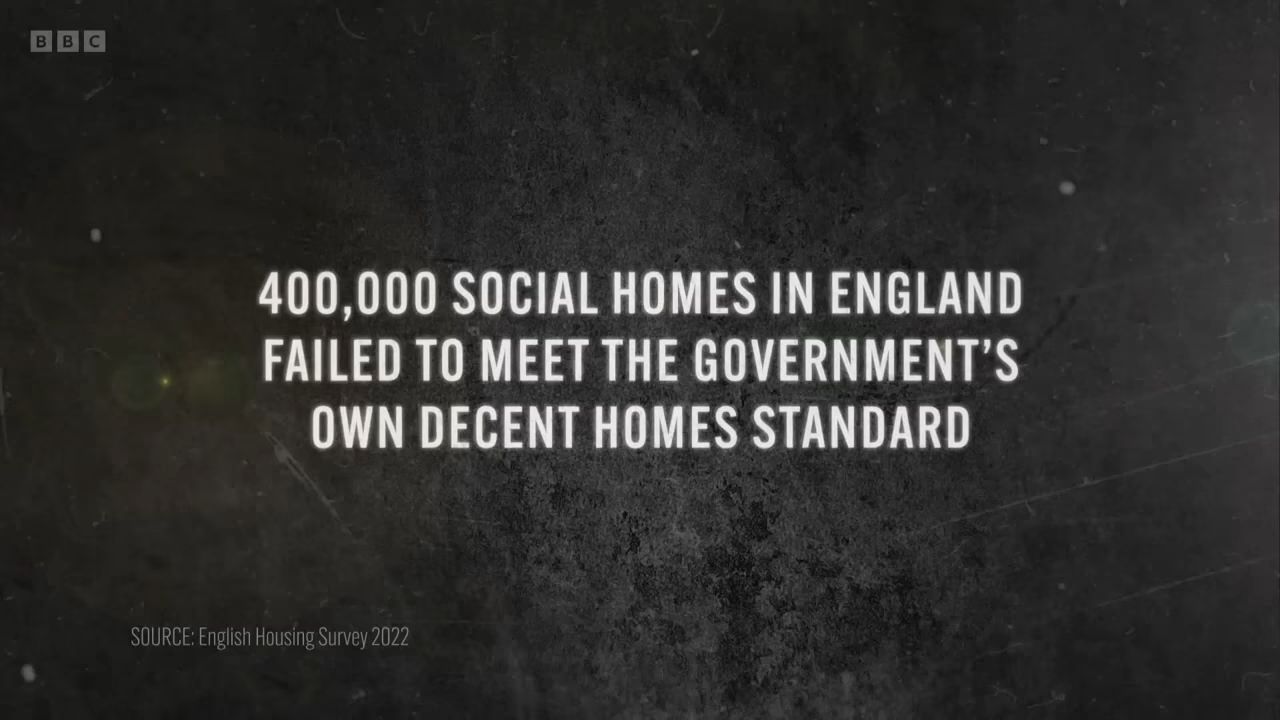 BBC
400,000 SOCIAL HOMES IN ENGLAND
FAILED TO MEET THE GOVERNMENT’S
OWN DECENT HOMES STANDARD
SOURCE: English Housing Survey 2022